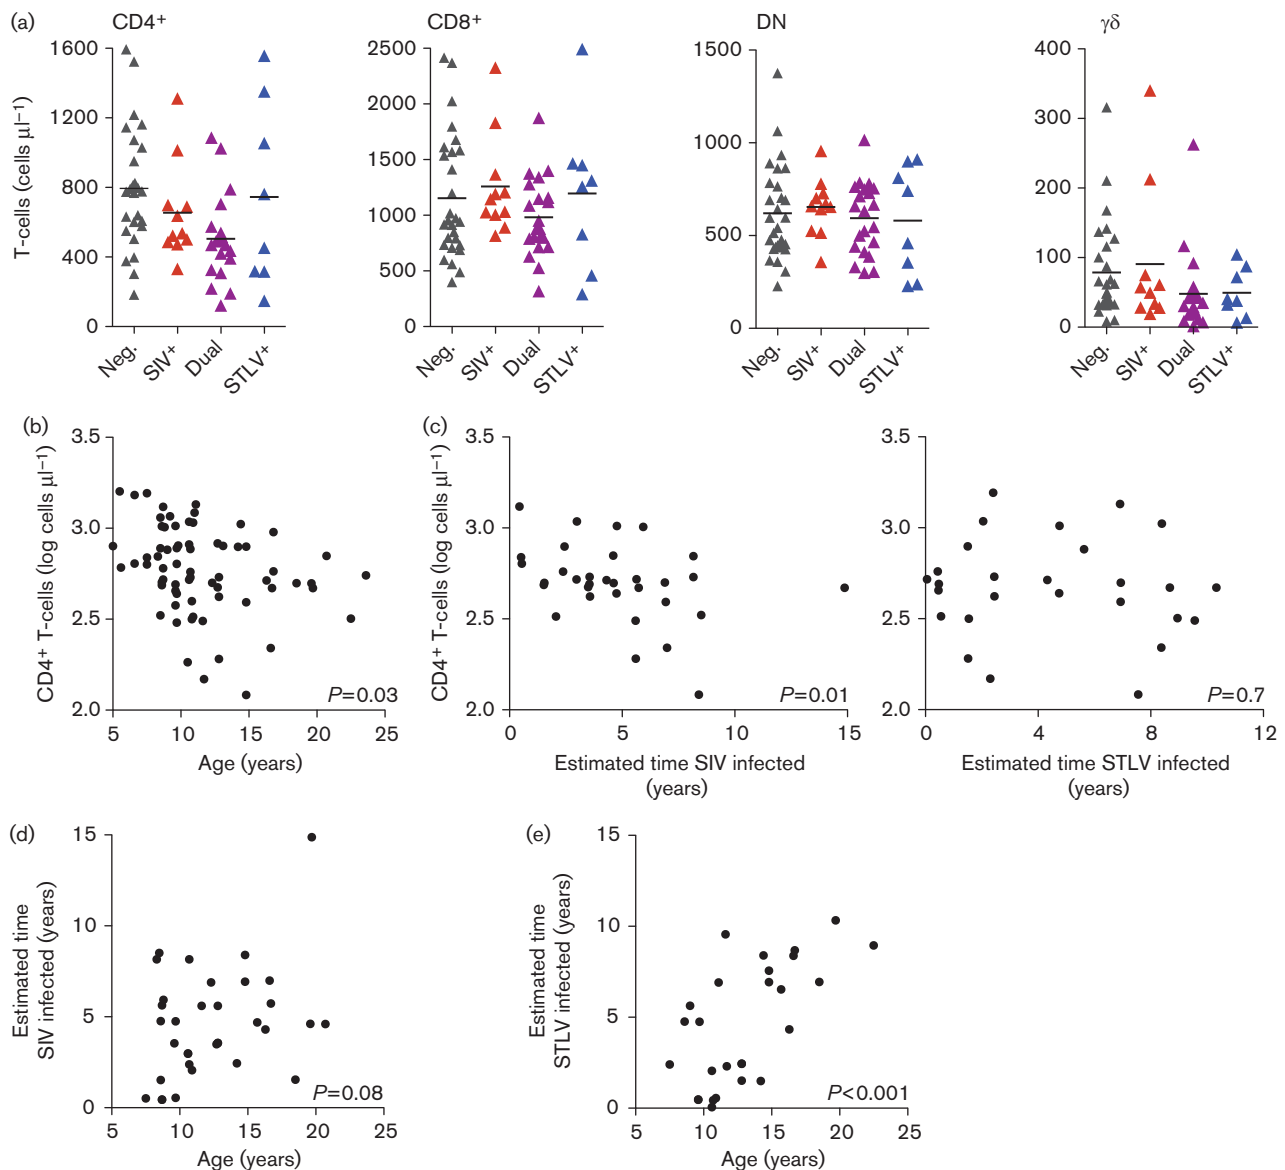 (a)
CD4⁺
CD8⁺
DN
γδ
T-cells (cells μl⁻¹)
1600
1200
800
400
0
Neg.
SIV⁺
Dual
STLV⁺
2500
2000
1500
1000
500
0
Neg.
SIV⁺
Dual
STLV⁺
1500
1000
500
0
Neg.
SIV⁺
Dual
STLV⁺
400
300
200
100
0
Neg.
SIV⁺
Dual
STLV⁺
(b)
CD4⁺ T-cells (log cells μl⁻¹)
3.5
3.0
2.5
2.0
P=0.03
5
10
15
20
25
Age (years)
(c)
CD4⁺ T-cells (log cells μl⁻¹)
3.5
3.0
2.5
2.0
P=0.01
0
5
10
15
Estimated time SIV infected
(years)
3.5
3.0
2.5
2.0
P=0.7
0
4
8
12
Estimated time STLV infected
(years)
(d)
Estimated time
SIV infected (years)
15
10
5
0
P=0.08
5
10
15
20
25
Age (years)
(e)
Estimated time
STLV infected (years)
15
10
5
0
P<0.001
5
10
15
20
25
Age (years)